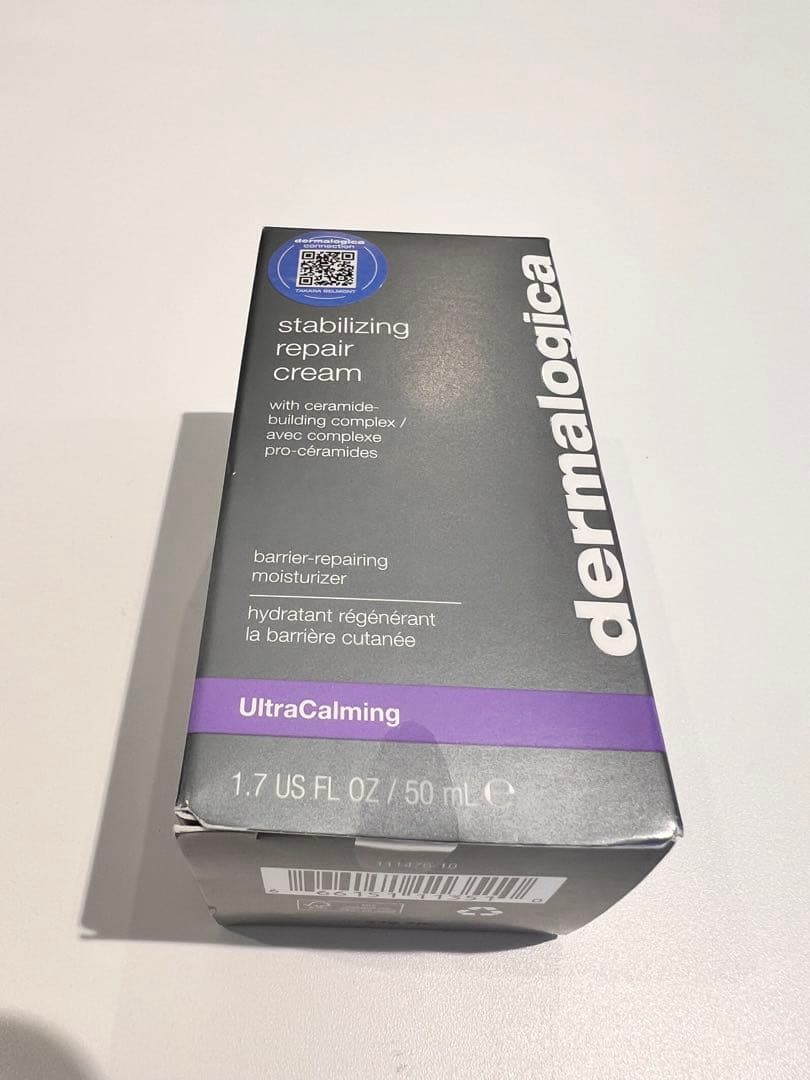 dermalogica
connection
TAKARA BELMONT
stabilizing
repair
cream
with ceramide-
building complex /
avec complexe
pro-céramides
barrier-repairing
moisturizer
hydratant régénérant
la barrière cutanée
dermalogica
UltraCalming
1.7 US FL OZ / 50 mL ℮